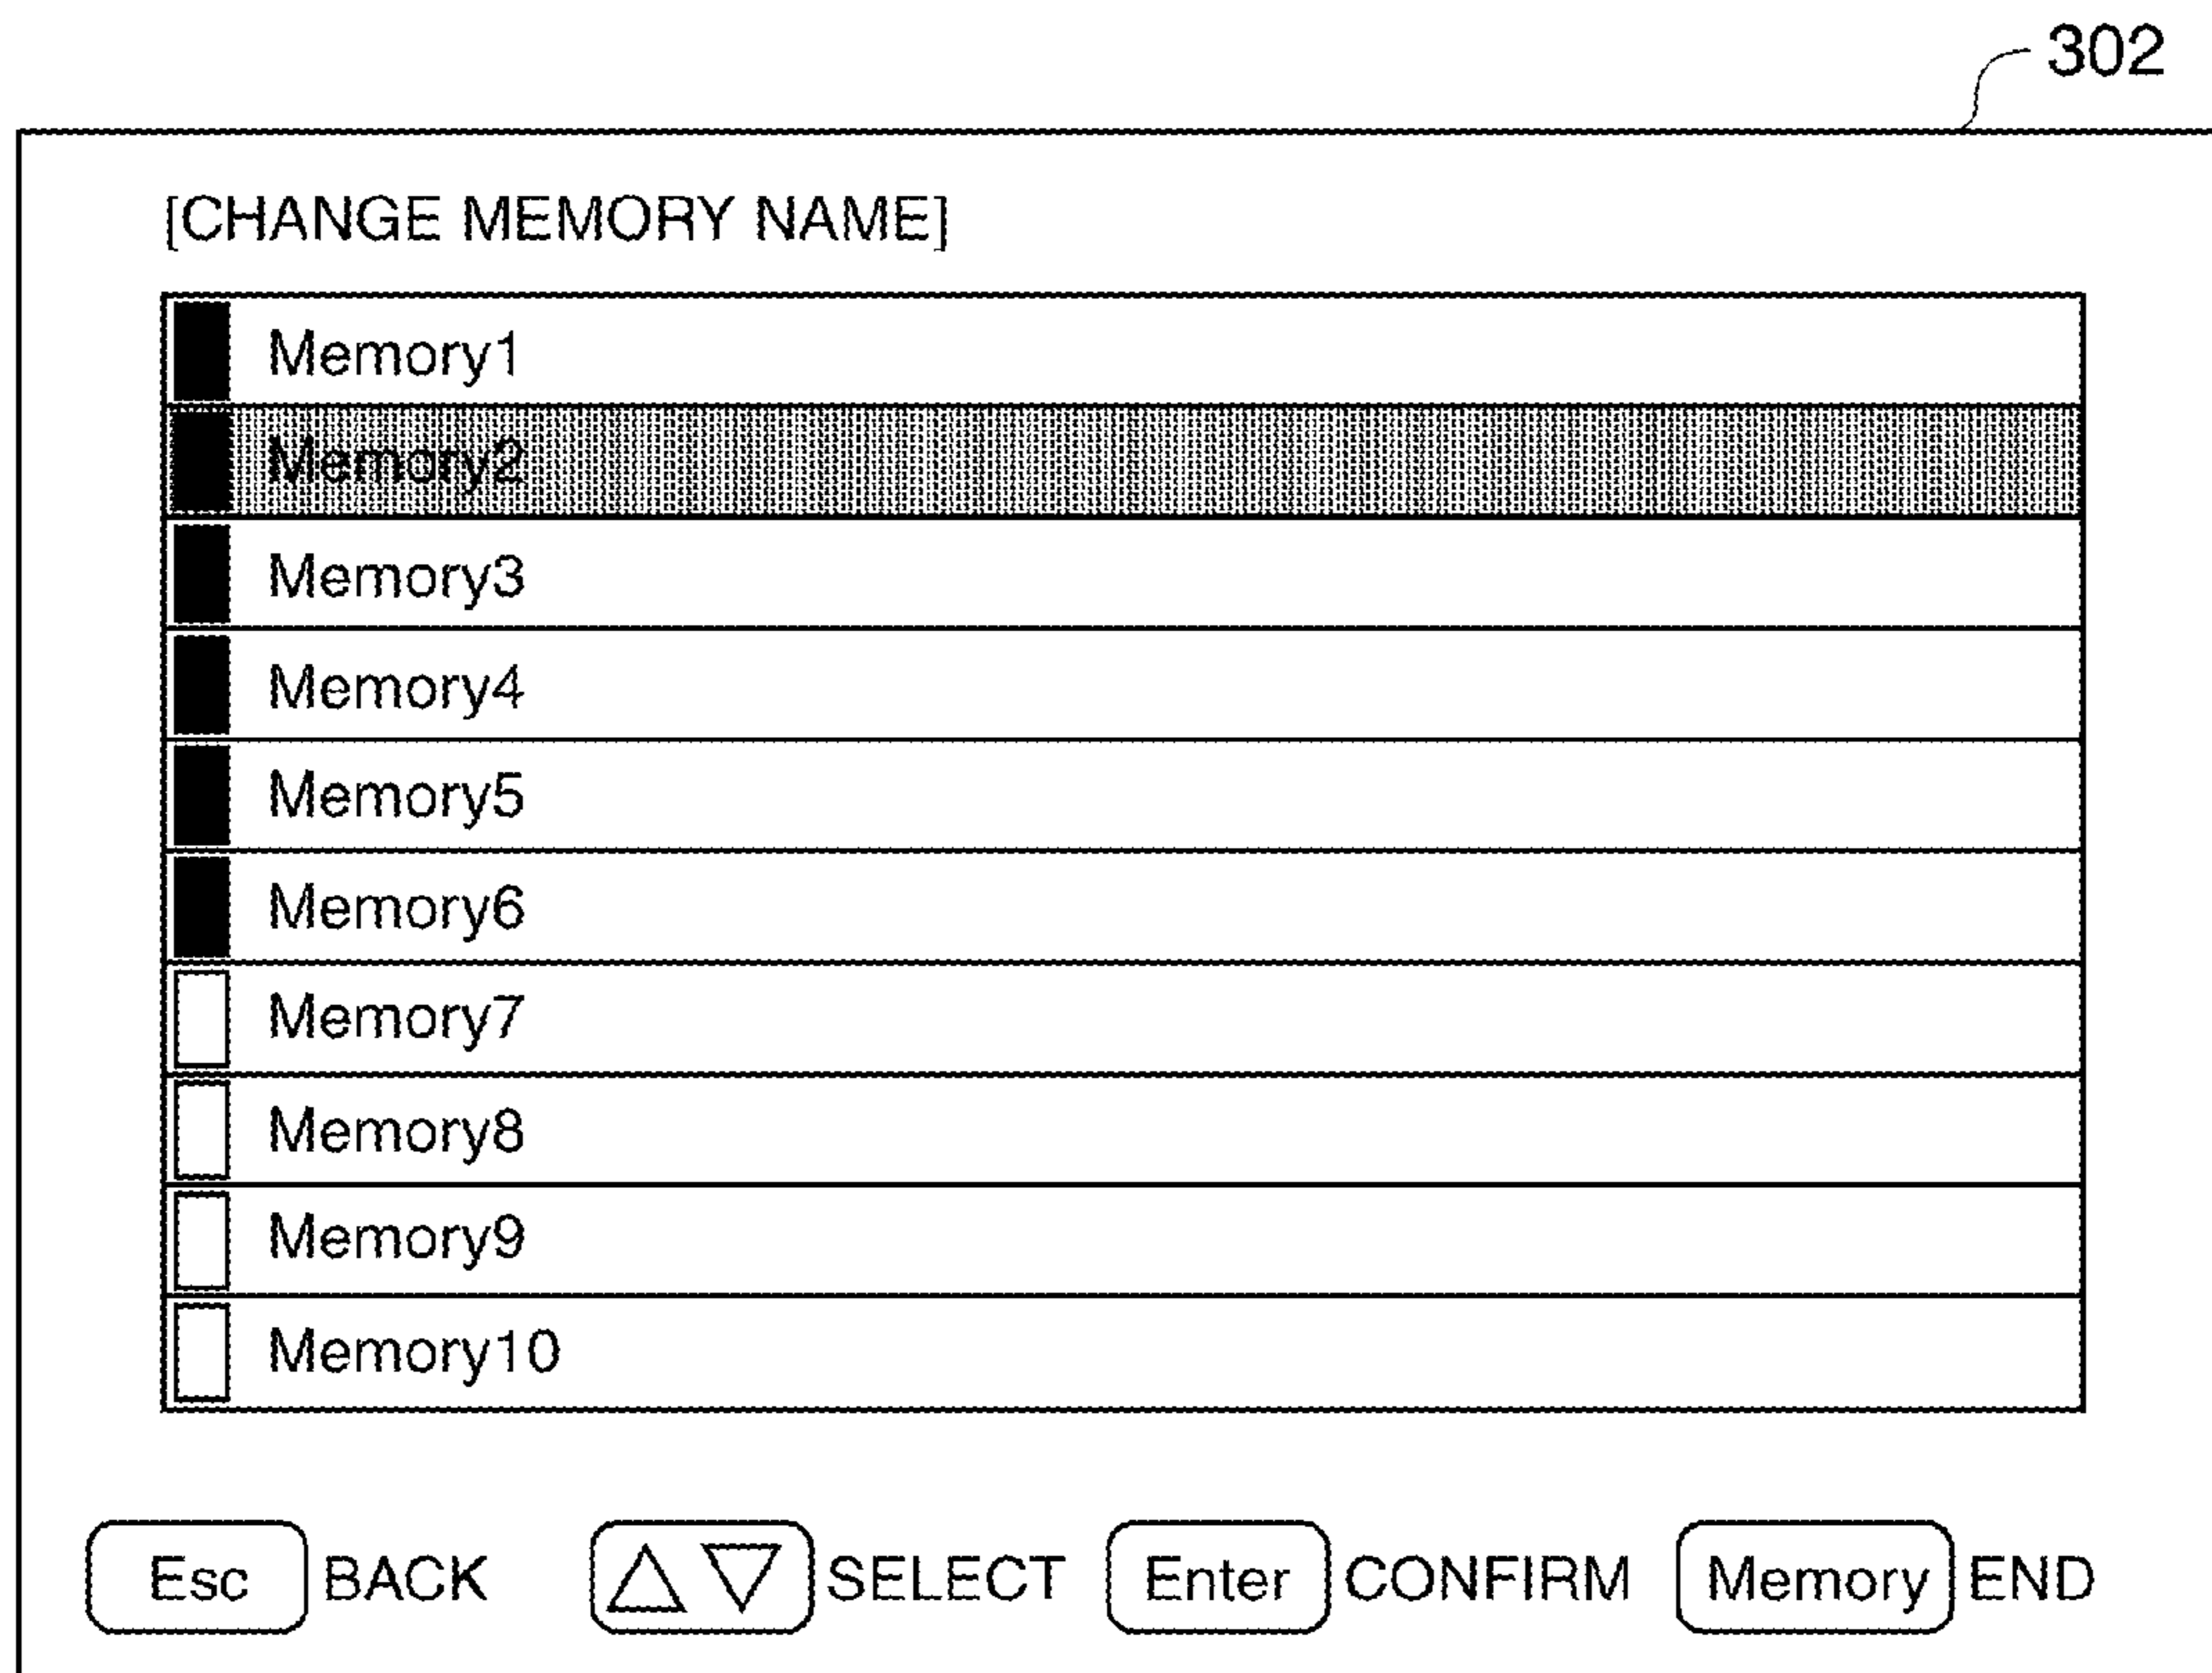 302
[CHANGE MEMORY NAME]
Memory1
Memory2
Memory3
Memory4
Memory5
Memory6
Memory7
Memory8
Memory9
Memory10
Esc BACK △▽ SELECT Enter CONFIRM Memory END